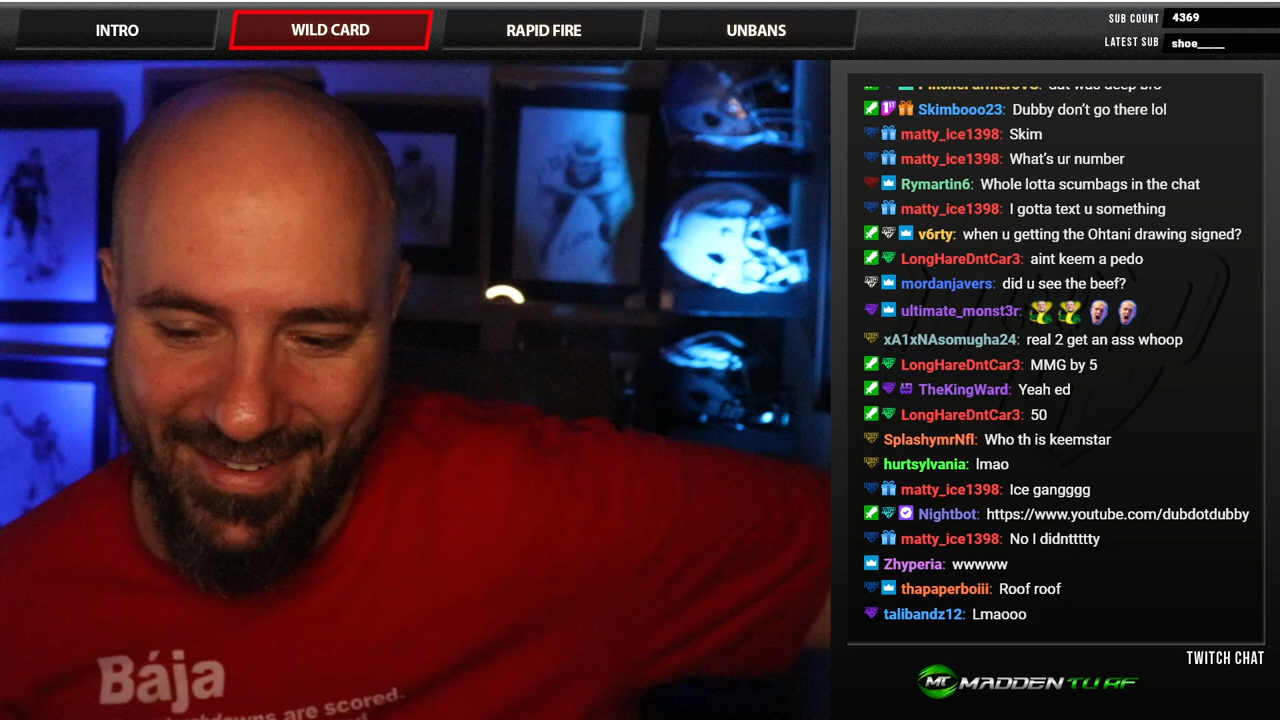 INTRO
WILD CARD
RAPID FIRE
UNBANS
SUB COUNT 4369
LATEST SUB shoe_____
Skimbooo23: Dubby don't go there lol
matty_ice1398: Skim
matty_ice1398: What's ur number
Rymartin6: Whole lotta scumbags in the chat
matty_ice1398: I gotta text u something
v6rty: when u getting the Ohtani drawing signed?
LongHareDntCar3: aint keem a pedo
mordanjavers: did u see the beef?
ultimate_monst3r:
xA1xNAsomugha24: real 2 get an ass whoop
LongHareDntCar3: MMG by 5
TheKingWard: Yeah ed
LongHareDntCar3: 50
SplashymrNfl: Who th is keemstar
hurtsylvania: lmao
matty_ice1398: Ice gangggg
Nightbot: https://www.youtube.com/dubdotdubby
matty_ice1398: No I didnttttty
Zhyperia: wwwww
thapaperboiii: Roof roof
talibandz12: Lmaooo
TWITCH CHAT
MT MADDEN TURF
Bája
are scored.